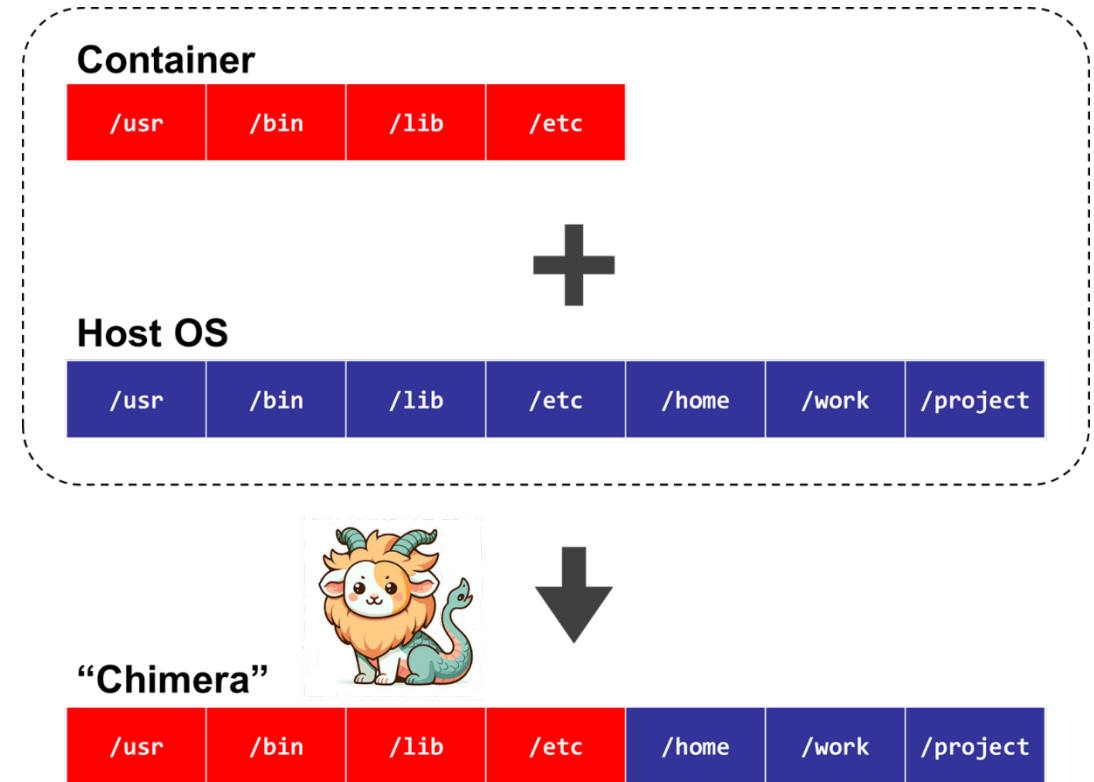 Container
/usr /bin /lib /etc
Host OS
/usr /bin /lib /etc /home /work /project
“Chimera”
/usr /bin /lib /etc /home /work /project